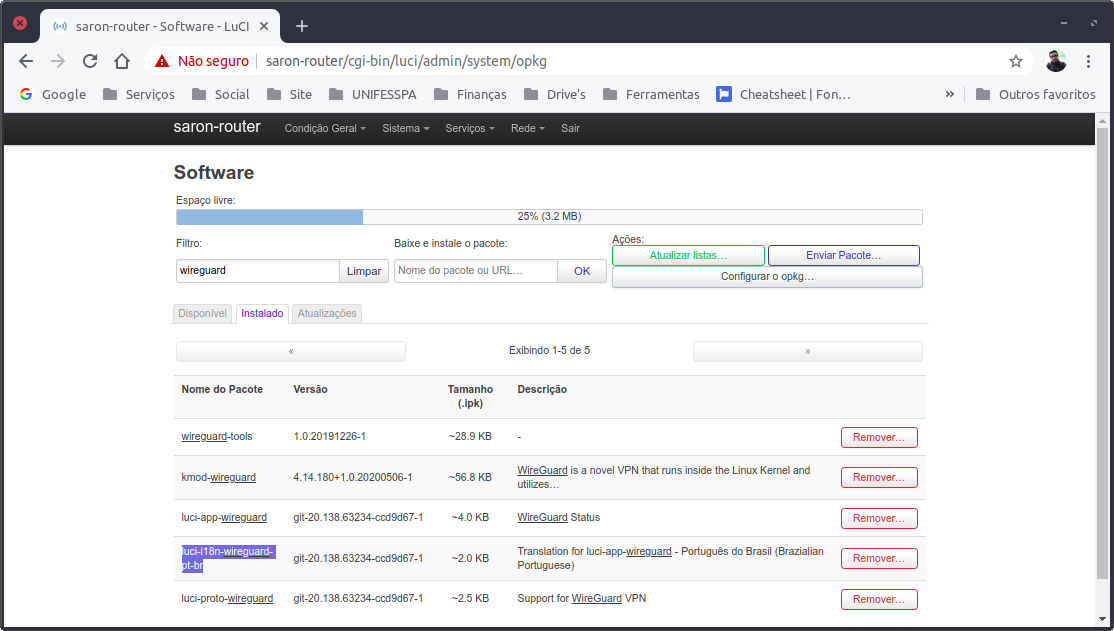 saron-router - Software - LuCI
Não seguro saron-router/cgi-bin/luci/admin/system/opkg
Google Serviços Social Site UNIFESSPA Finanças Drive's Ferramentas Cheatsheet | Fon… » Outros favoritos
saron-router Condição Geral Sistema Serviços Rede Sair
Software
Espaço livre:
25% (3.2 MB)
Filtro: Baixe e instale o pacote: Ações:
wireguard Limpar Nome do pacote ou URL… OK Atualizar listas… Enviar Pacote…
Configurar o opkg…
Disponível Instalado Atualizações
« Exibindo 1-5 de 5 »
Nome do Pacote Versão Tamanho Descrição
(.ipk)
wireguard-tools 1.0.20191226-1 ~28.9 KB - Remover…
kmod-wireguard 4.14.180+1.0.20200506-1 ~56.8 KB WireGuard is a novel VPN that runs inside the Linux Kernel and Remover…
utilizes…
luci-app-wireguard git-20.138.63234-ccd9d67-1 ~4.0 KB WireGuard Status Remover…
luci-i18n-wireguard- git-20.138.63234-ccd9d67-1 ~2.0 KB Translation for luci-app-wireguard - Português do Brasil (Brazialian Remover…
pt-br Portuguese)
luci-proto-wireguard git-20.138.63234-ccd9d67-1 ~2.5 KB Support for WireGuard VPN Remover…